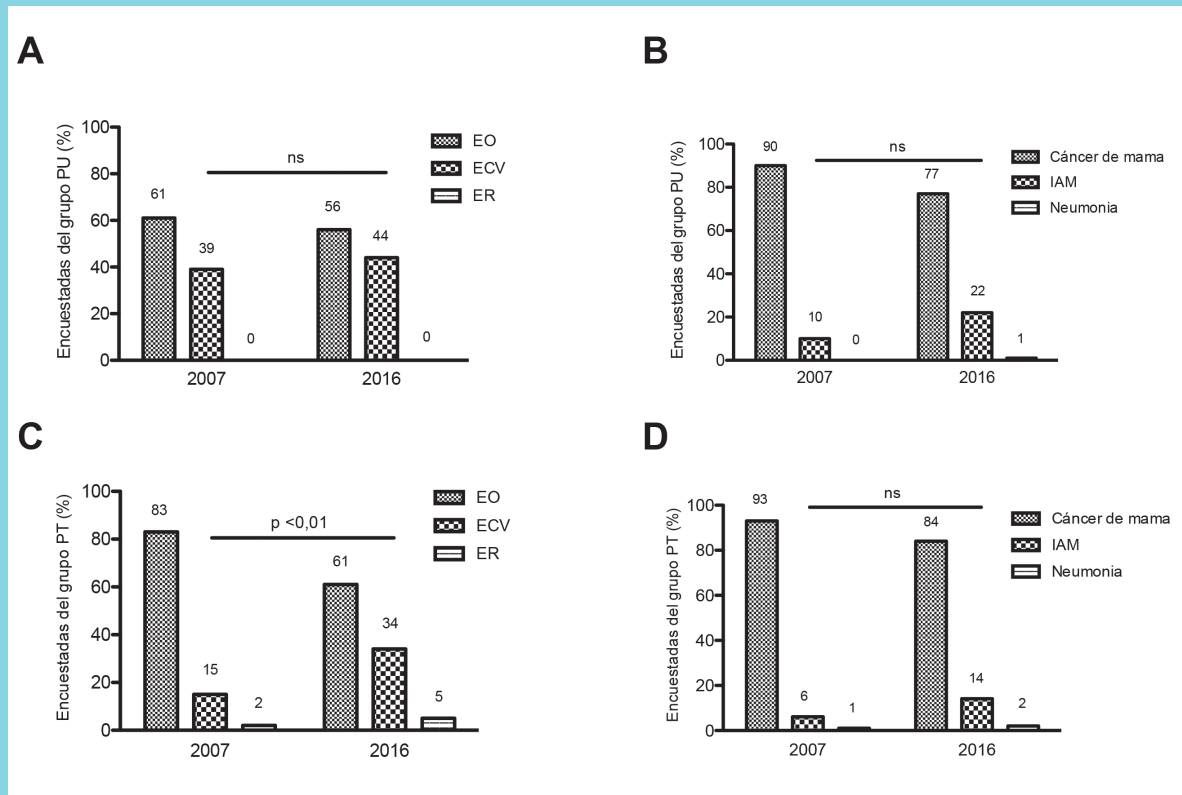 A
Encuestadas del grupo PU (%)
100
80
60
40
20
0
61
39
0
ns
56
44
0
2007
2016
EO
ECV
ER
B
Encuestadas del grupo PU (%)
100
80
60
40
20
0
90
10
0
ns
77
22
1
2007
2016
Cáncer de mama
IAM
Neumonia
C
Encuestadas del grupo PT (%)
100
80
60
40
20
0
83
15
2
p <0,01
61
34
5
2007
2016
EO
ECV
ER
D
Encuestadas del grupo PT (%)
100
80
60
40
20
0
93
6
1
ns
84
14
2
2007
2016
Cáncer de mama
IAM
Neumonia